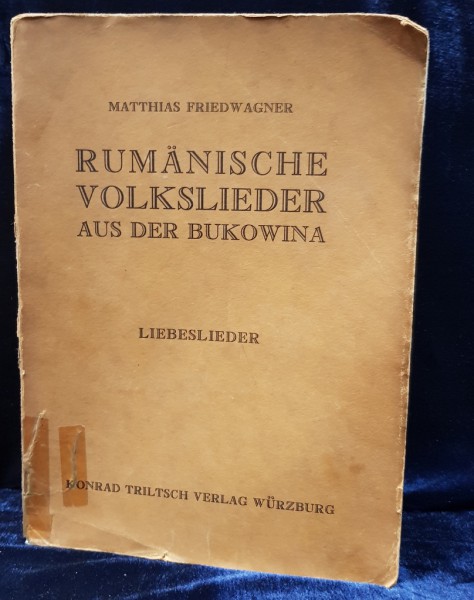 MATTHIAS FRIEDWAGNER
RUMÄNISCHE
VOLKSLIEDER
AUS DER BUKOWINA
LIEBESLIEDER
KONRAD TRILTSCH VERLAG WÜRZBURG